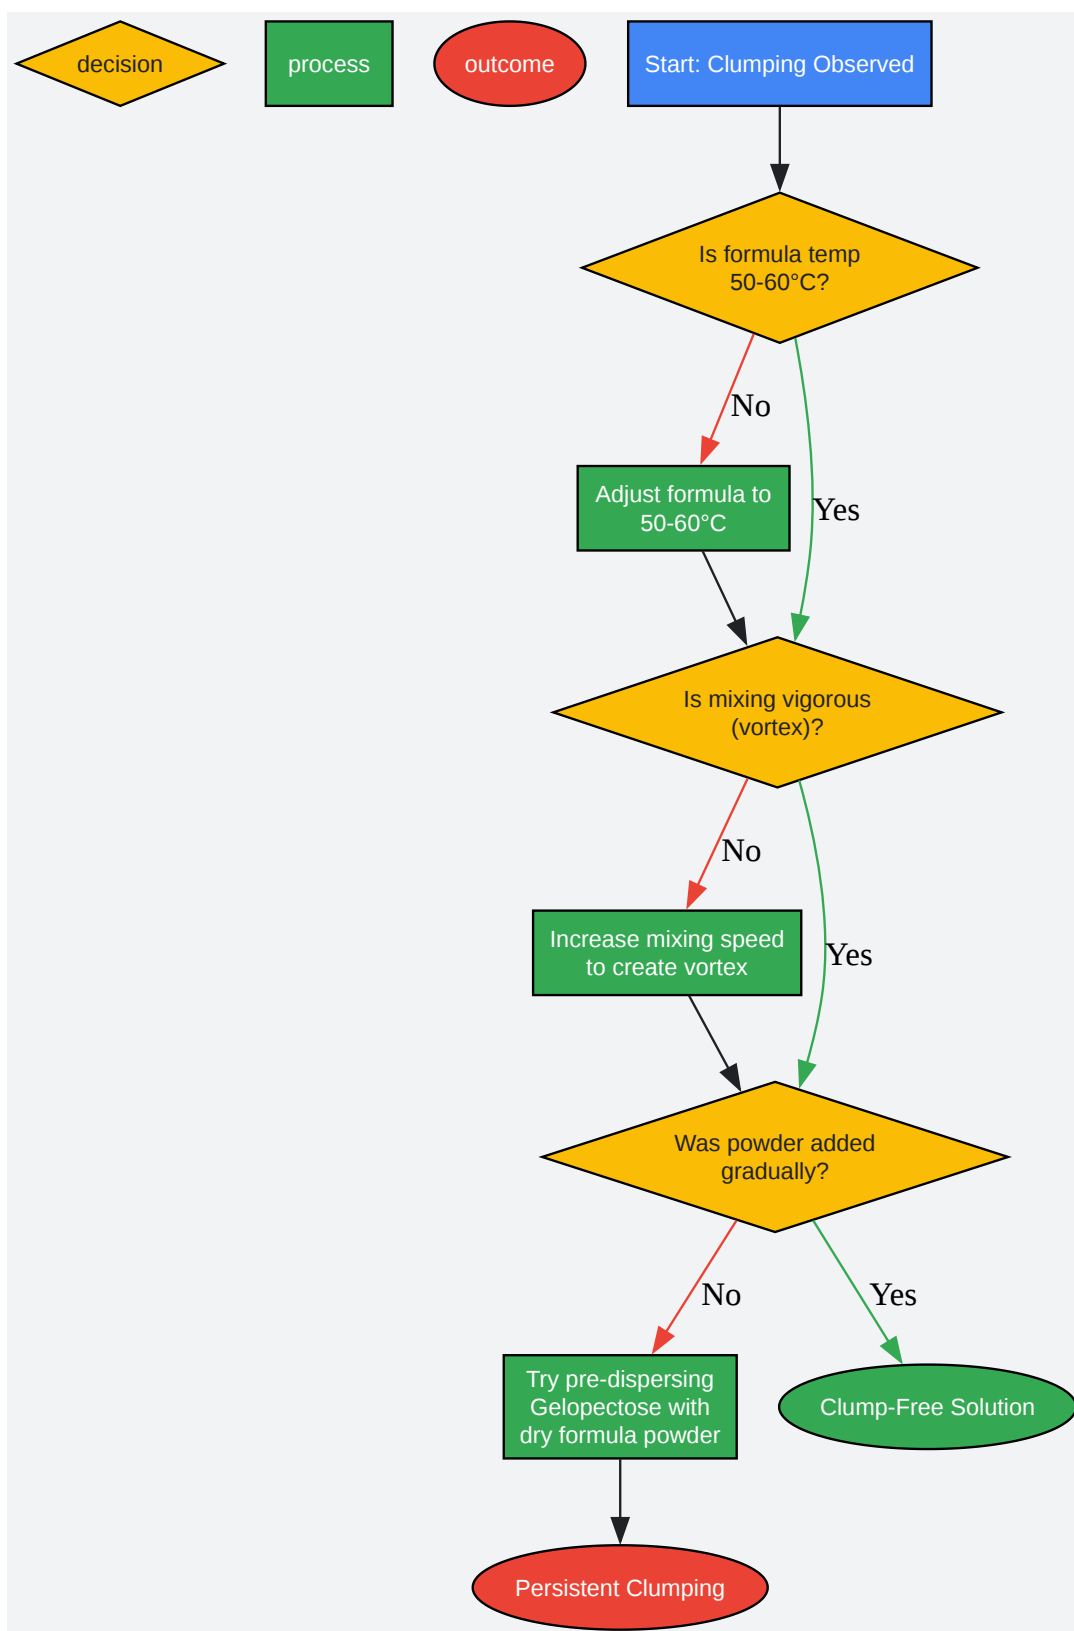 decision
process
outcome
Start: Clumping Observed
Is formula temp
50-60°C?
No
Yes
Adjust formula to
50-60°C
Is mixing vigorous
(vortex)?
No
Yes
Increase mixing speed
to create vortex
Was powder added
gradually?
No
Yes
Try pre-dispersing
Gelopectose with
dry formula powder
Clump-Free Solution
Persistent Clumping